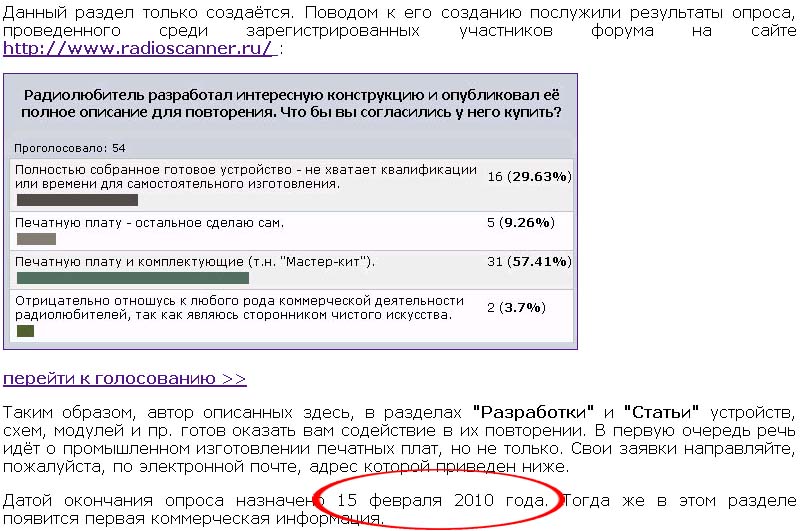 Данный раздел только создаётся. Поводом к его созданию послужили результаты опроса,
проведенного среди зарегистрированных участников форума на сайте
http://www.radioscanner.ru/ :
Радиолюбитель разработал интересную конструкцию и опубликовал её
полное описание для повторения. Что бы вы согласились у него купить?
Проголосовало: 54
Полностью собранное готовое устройство - не хватает квалификации
или времени для самостоятельного изготовления.
16 (29.63%)
Печатную плату - остальное сделаю сам.
5 (9.26%)
Печатную плату и комплектующие (т.н. "Мастер-кит").
31 (57.41%)
Отрицательно отношусь к любого рода коммерческой деятельности
радиолюбителей, так как являюсь сторонником чистого искусства.
2 (3.7%)
перейти к голосованию >>
Таким образом, автор описанных здесь, в разделах "Разработки" и "Статьи" устройств,
схем, модулей и пр. готов оказать вам содействие в их повторении. В первую очередь речь
идёт о промышленном изготовлении печатных плат, но не только. Свои заявки направляйте,
пожалуйста, по электронной почте, адрес которой приведен ниже.
Датой окончания опроса назначено 15 февраля 2010 года. Тогда же в этом разделе
появится первая коммерческая информация.